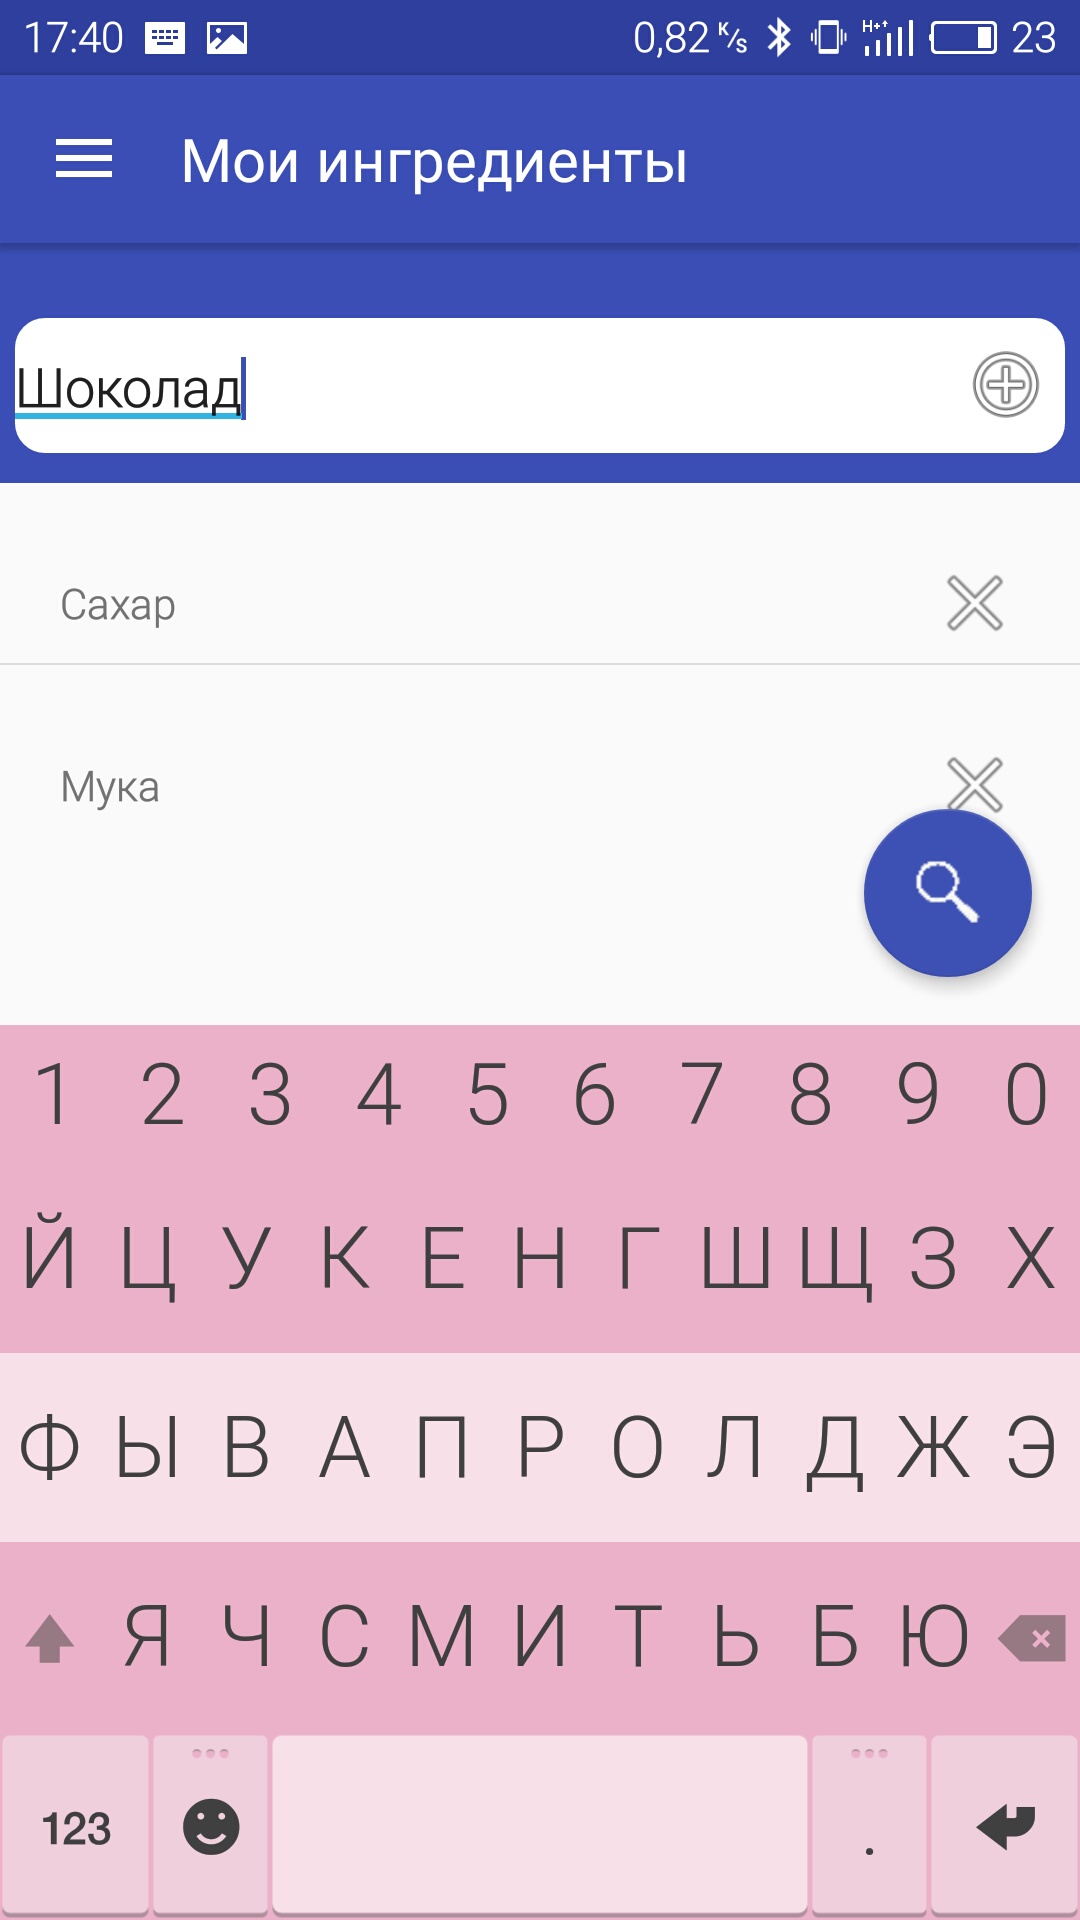 17:40 0,82 К/s H+ 23
Мои ингредиенты
Шоколад
Сахар
Мука
1 2 3 4 5 6 7 8 9 0
Й Ц У К Е Н Г Ш Щ З Х
Ф Ы В А П Р О Л Д Ж Э
Я Ч С М И Т Ь Б Ю
123 .